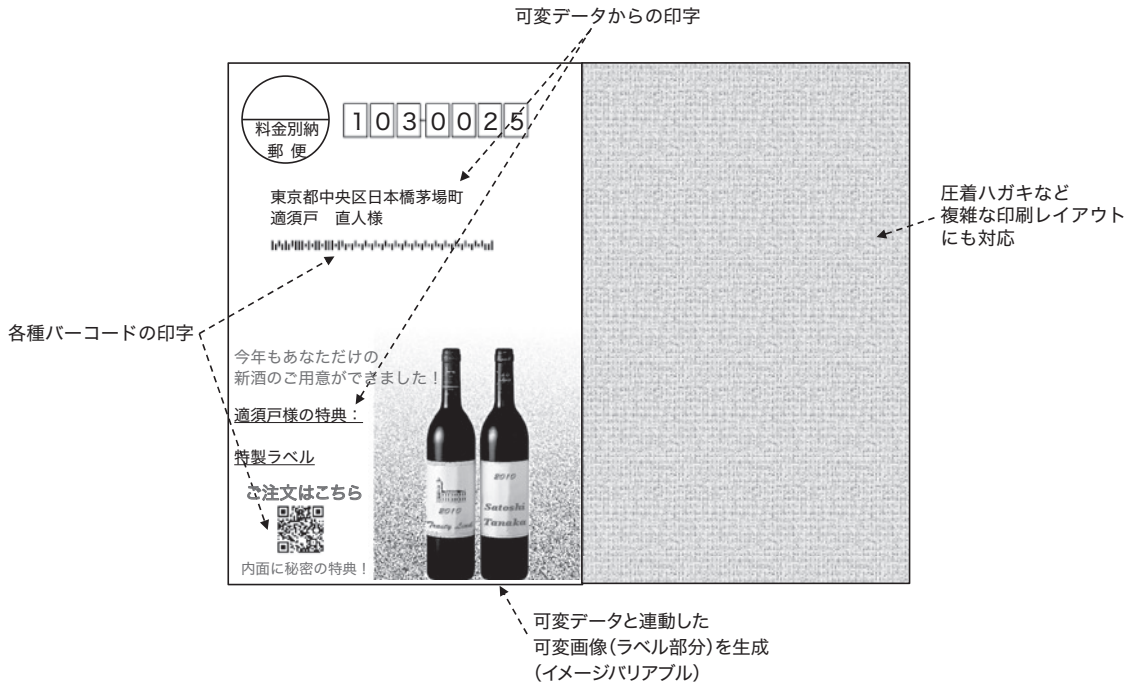 可変データからの印字
料金別納
郵 便
103-0025
東京都中央区日本橋茅場町
適須戸　直人様
圧着ハガキなど
複雑な印刷レイアウト
にも対応
各種バーコードの印字
今年もあなただけの
新酒のご用意ができました！
適須戸様の特典：
特製ラベル
ご注文はこちら
内面に秘密の特典！
2010
2010
Satoshi
Tanaka
可変データと連動した
可変画像（ラベル部分）を生成
（イメージバリアブル）